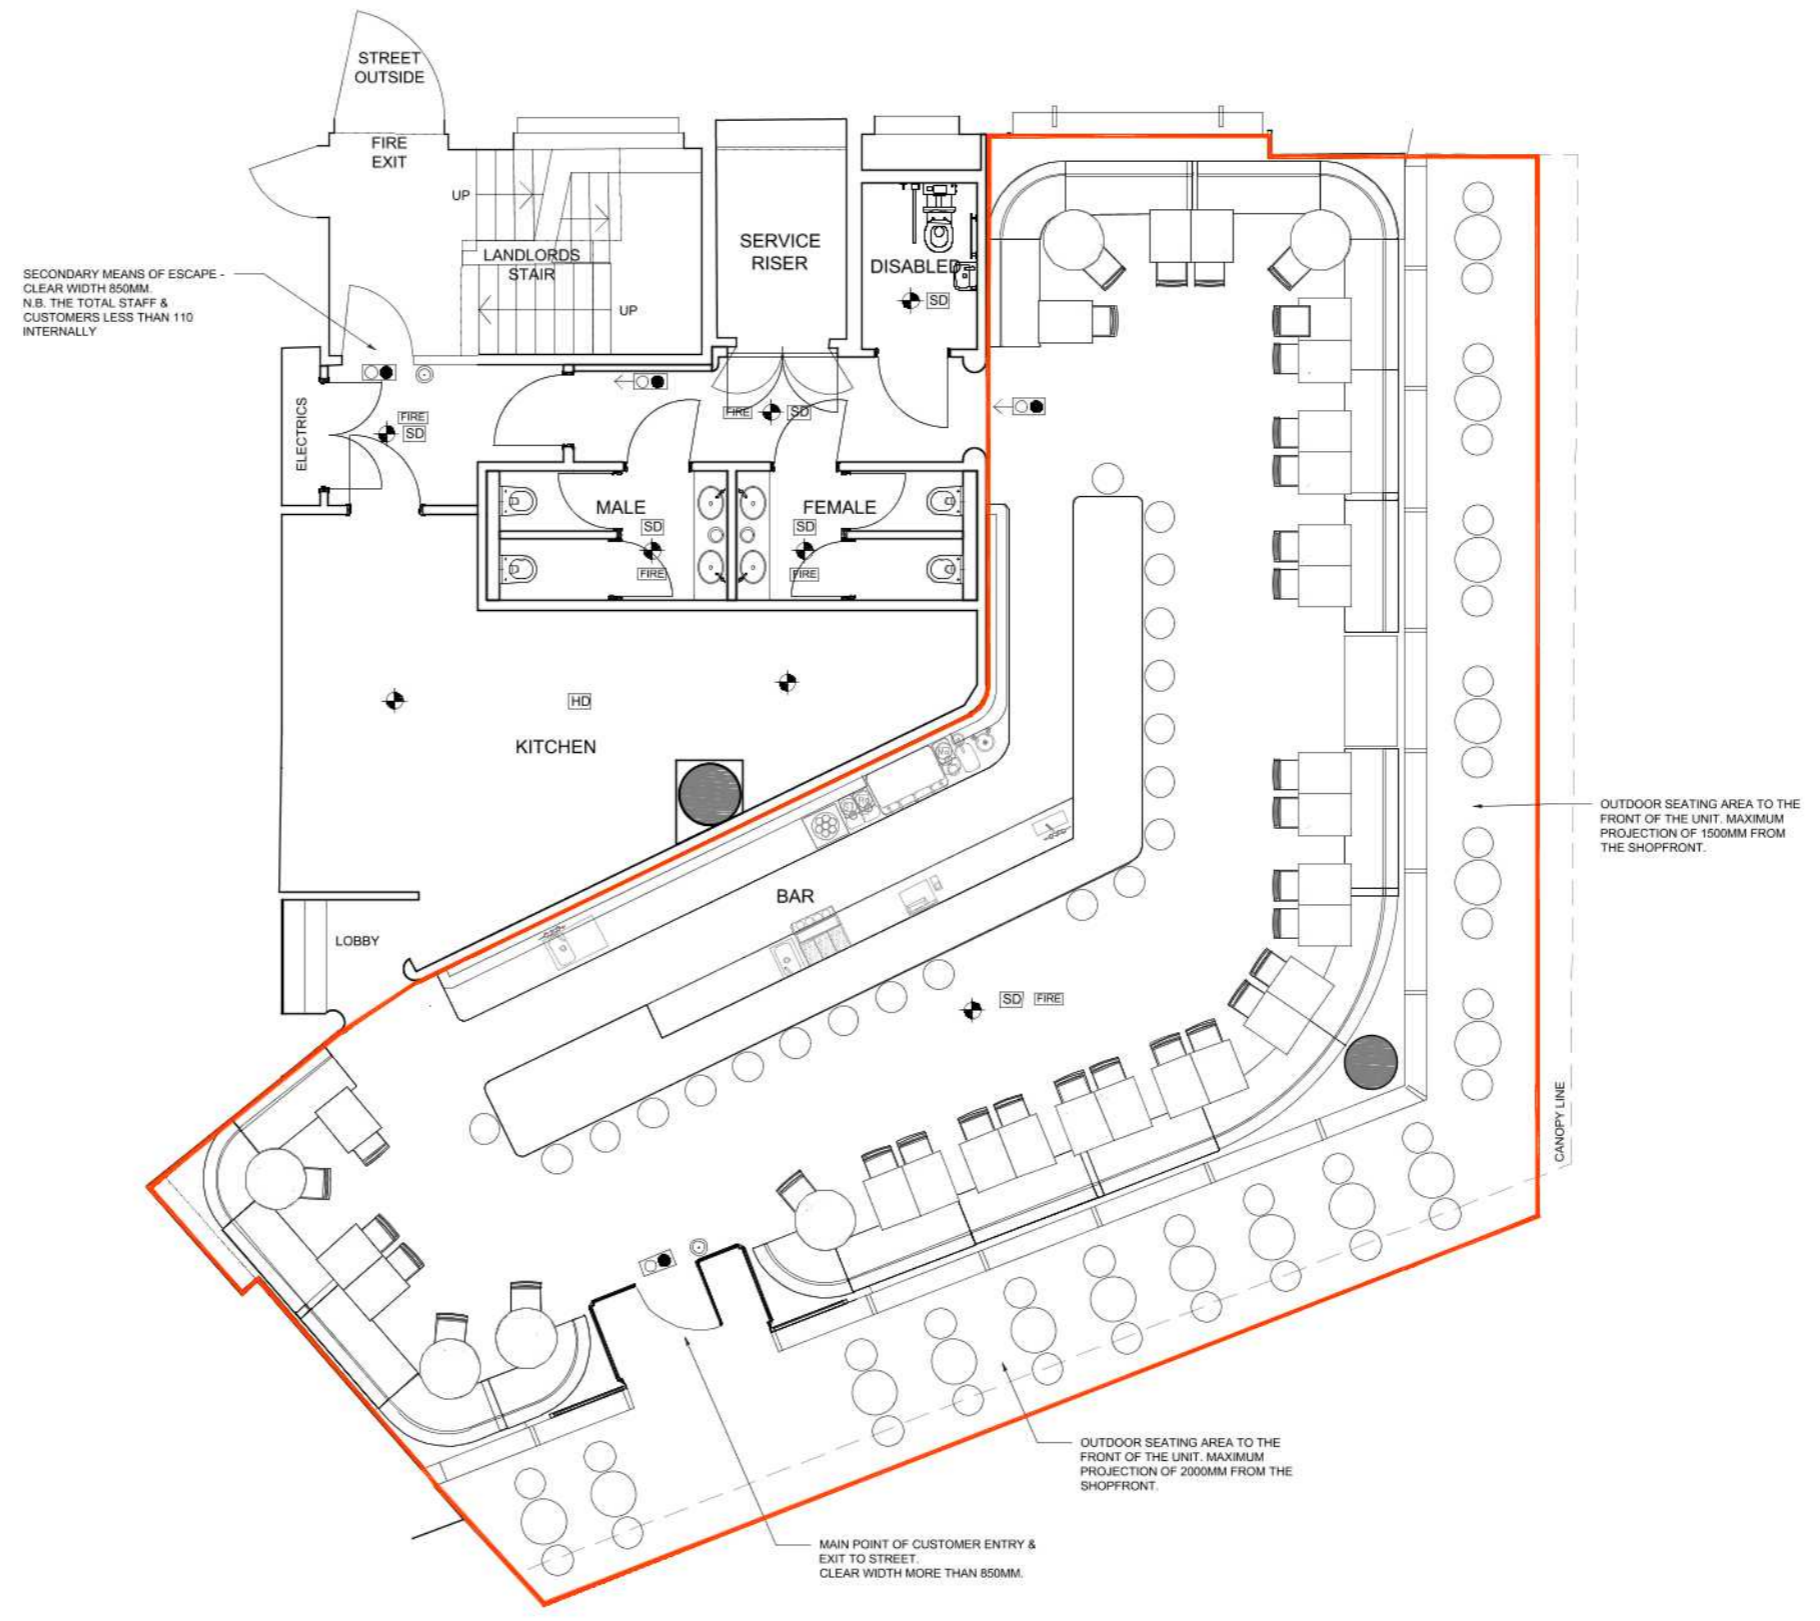 STREET
OUTSIDE
FIRE
EXIT
UP
LANDLORDS
STAIR
UP
SERVICE
RISER
DISABLED
SD
SECONDARY MEANS OF ESCAPE -
CLEAR WIDTH 850MM.
N.B. THE TOTAL STAFF &
CUSTOMERS LESS THAN 110
INTERNALLY
ELECTRICS
FIRE
SD
FIRE
SD
MALE
SD
FIRE
FEMALE
SD
FIRE
HD
KITCHEN
BAR
LOBBY
SD
FIRE
OUTDOOR SEATING AREA TO THE
FRONT OF THE UNIT. MAXIMUM
PROJECTION OF 1500MM FROM
THE SHOPFRONT.
CANOPY LINE
OUTDOOR SEATING AREA TO THE
FRONT OF THE UNIT. MAXIMUM
PROJECTION OF 2000MM FROM THE
SHOPFRONT.
MAIN POINT OF CUSTOMER ENTRY &
EXIT TO STREET.
CLEAR WIDTH MORE THAN 850MM.